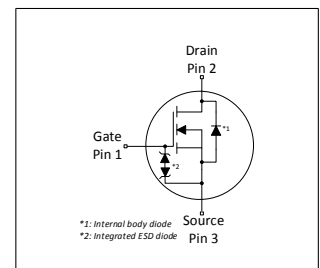 Drain
Pin 2
*1
Gate
Pin 1
*2
Source
Pin 3
*1: Internal body diode
*2: Integrated ESD diode